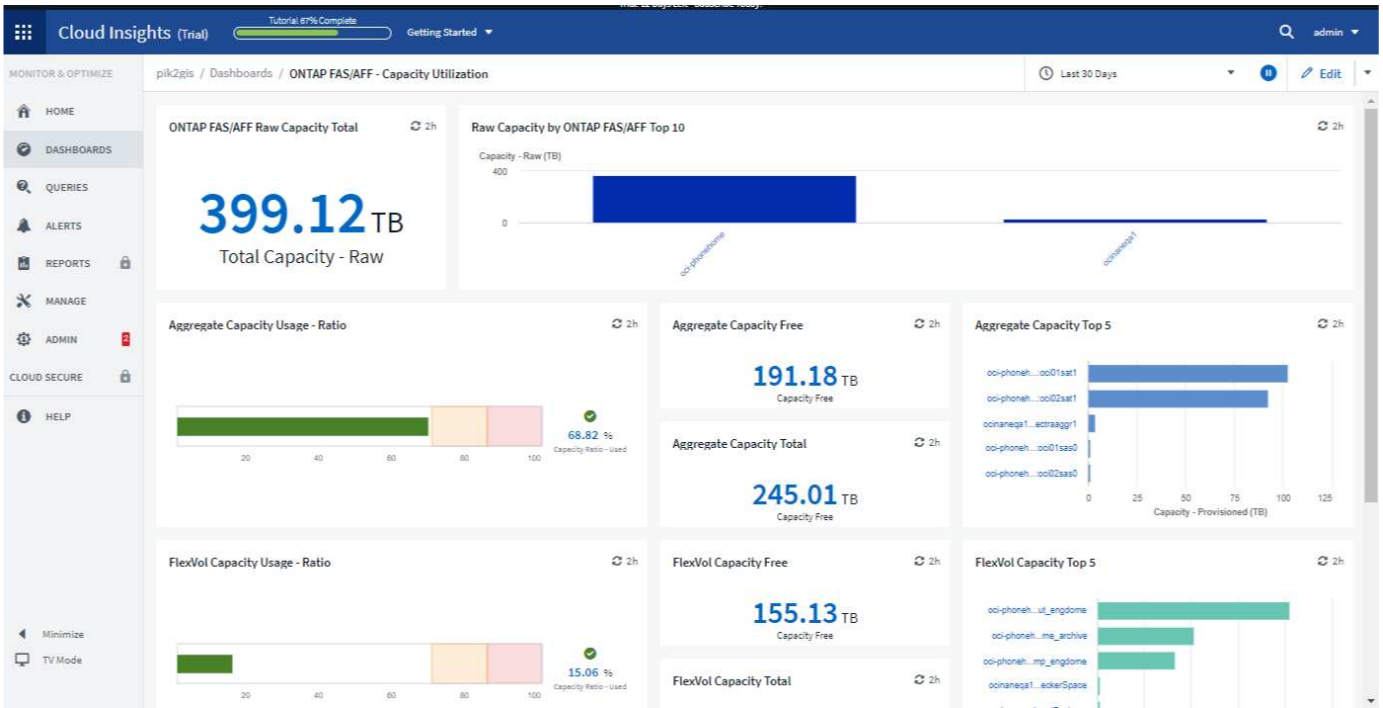 Cloud Insights (Trial)
Tutorial 67% Complete
Getting Started
admin
MONITOR & OPTIMIZE
pik2gis / Dashboards / ONTAP FAS/AFF - Capacity Utilization
Last 30 Days
Edit
HOME
DASHBOARDS
QUERIES
ALERTS
REPORTS
MANAGE
ADMIN
2
CLOUD SECURE
HELP
Minimize
TV Mode
ONTAP FAS/AFF Raw Capacity Total
2h
399.12 TB
Total Capacity - Raw
Raw Capacity by ONTAP FAS/AFF Top 10
2h
Capacity - Raw (TB)
400
0
oci-phonehome
ocinaneqa1
Aggregate Capacity Usage - Ratio
2h
20 40 60 80 100
68.82 %
Capacity Ratio - Used
Aggregate Capacity Free
2h
191.18 TB
Capacity Free
Aggregate Capacity Total
2h
245.01 TB
Capacity Free
Aggregate Capacity Top 5
2h
oci-phoneh...:oci01sat1
oci-phoneh...:oci02sat1
ocinaneqa1...ectraaggr1
oci-phoneh...:oci01sas0
oci-phoneh...:oci02sas0
0 25 50 75 100 125
Capacity - Provisioned (TB)
FlexVol Capacity Usage - Ratio
2h
20 40 60 80 100
15.06 %
Capacity Ratio - Used
FlexVol Capacity Free
2h
155.13 TB
Capacity Free
FlexVol Capacity Total
2h
FlexVol Capacity Top 5
2h
oci-phoneh...ut_engdome
oci-phoneh...me_archive
oci-phoneh...mp_engdome
ocinaneqa1...eckerSpace